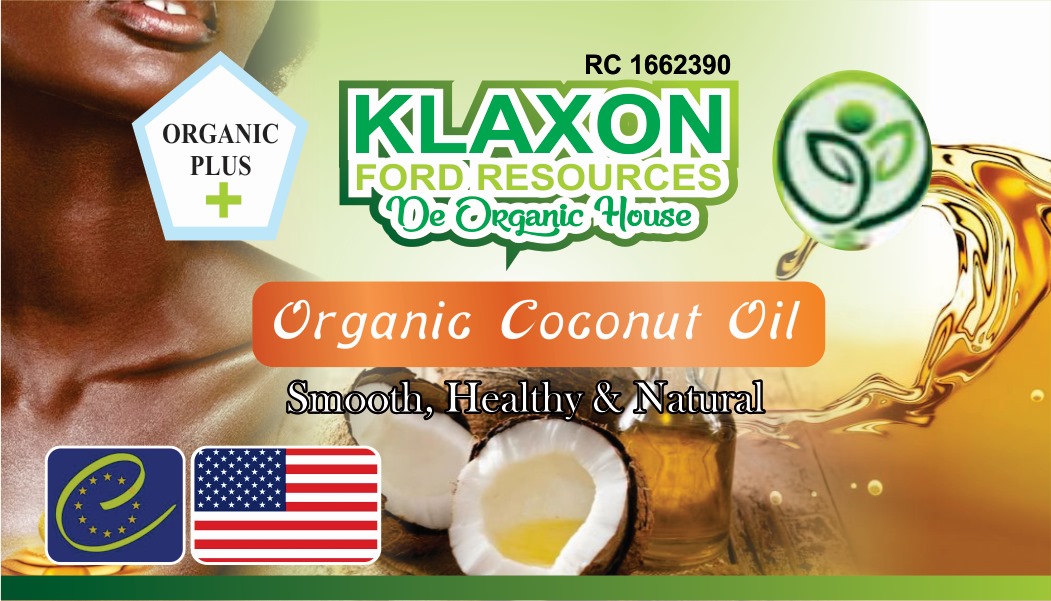 RC 1662390
ORGANIC
PLUS
+
KLAXON
FORD RESOURCES
De Organic House
Organic Coconut Oil
Smooth, Healthy & Natural
e